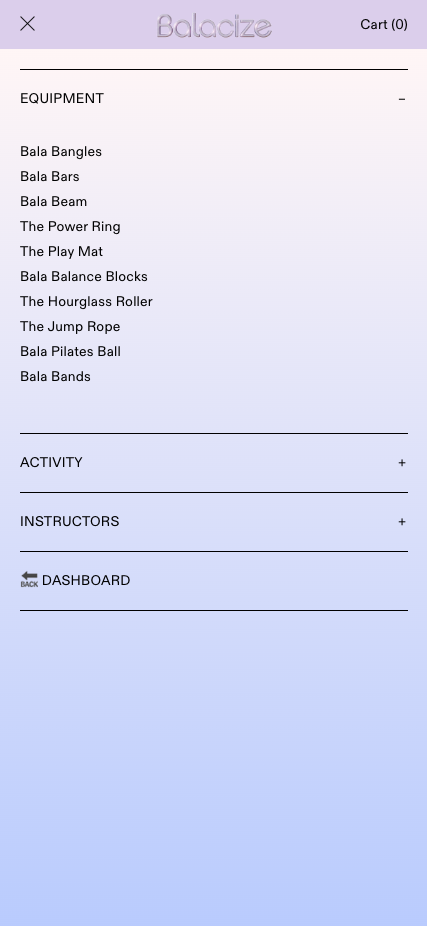 Balacize
Cart (0)
EQUIPMENT –
Bala Bangles
Bala Bars
Bala Beam
The Power Ring
The Play Mat
Bala Balance Blocks
The Hourglass Roller
The Jump Rope
Bala Pilates Ball
Bala Bands
ACTIVITY +
INSTRUCTORS +
BACK DASHBOARD